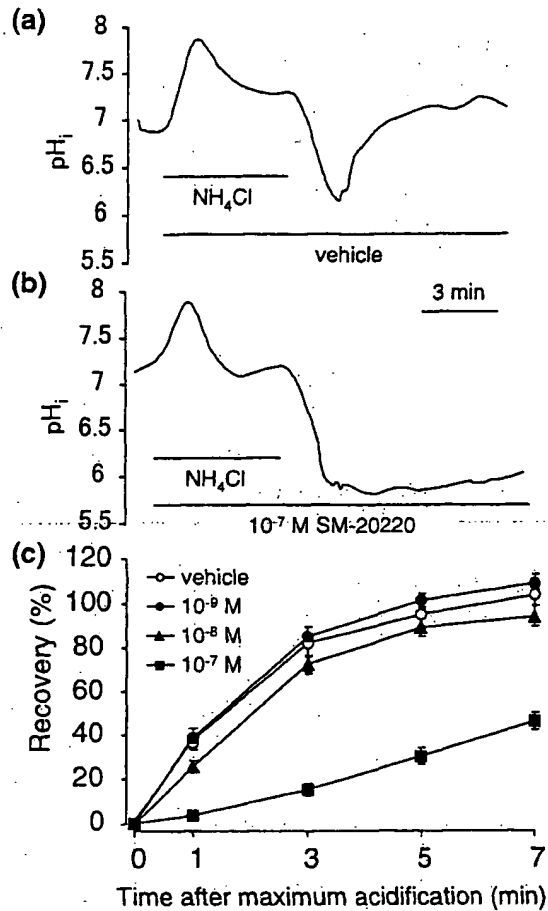 (a)
8
7.5
7
6.5
6
5.5
pHi
NH4Cl
vehicle
(b)
3 min
8
7.5
7
6.5
6
5.5
pHi
NH4Cl
10-7 M SM-20220
(c)
120
100
80
60
40
20
0
Recovery (%)
vehicle
10-9 M
10-8 M
10-7 M
0 1 3 5 7
Time after maximum acidification (min)